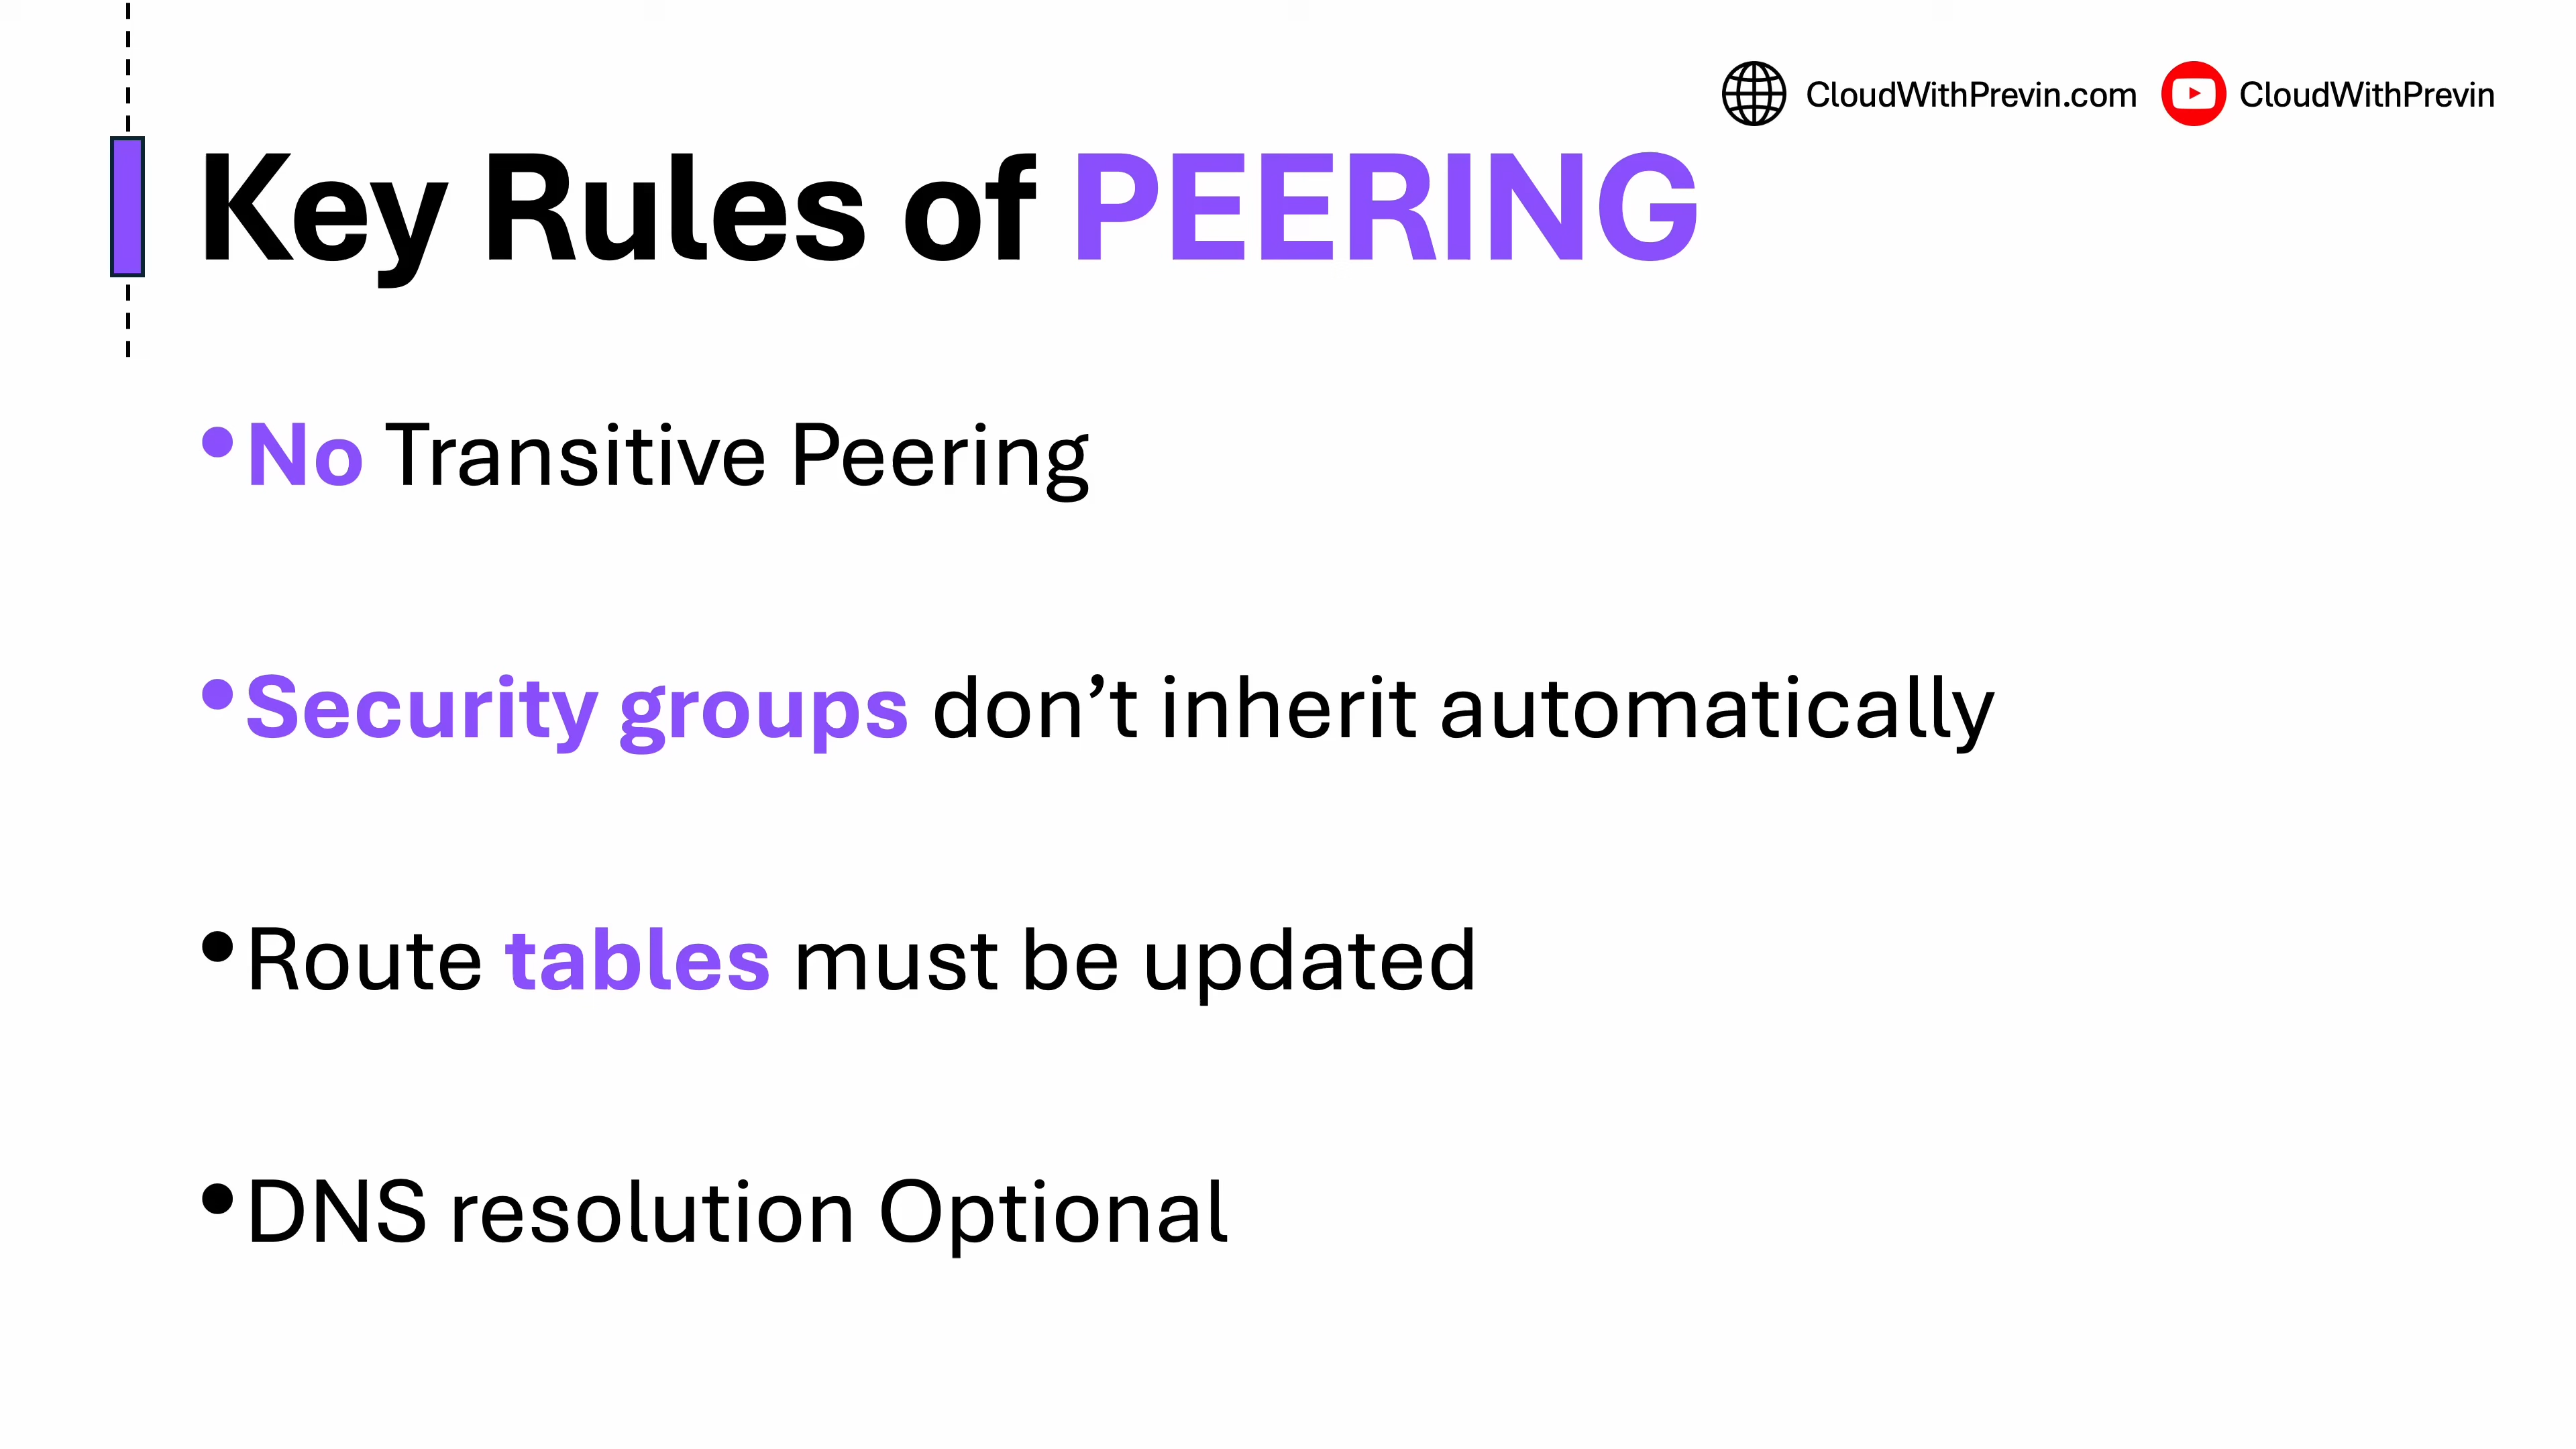 CloudWithPrevin.com CloudWithPrevin
Key Rules of PEERING
•No Transitive Peering
•Security groups don’t inherit automatically
•Route tables must be updated
•DNS resolution Optional